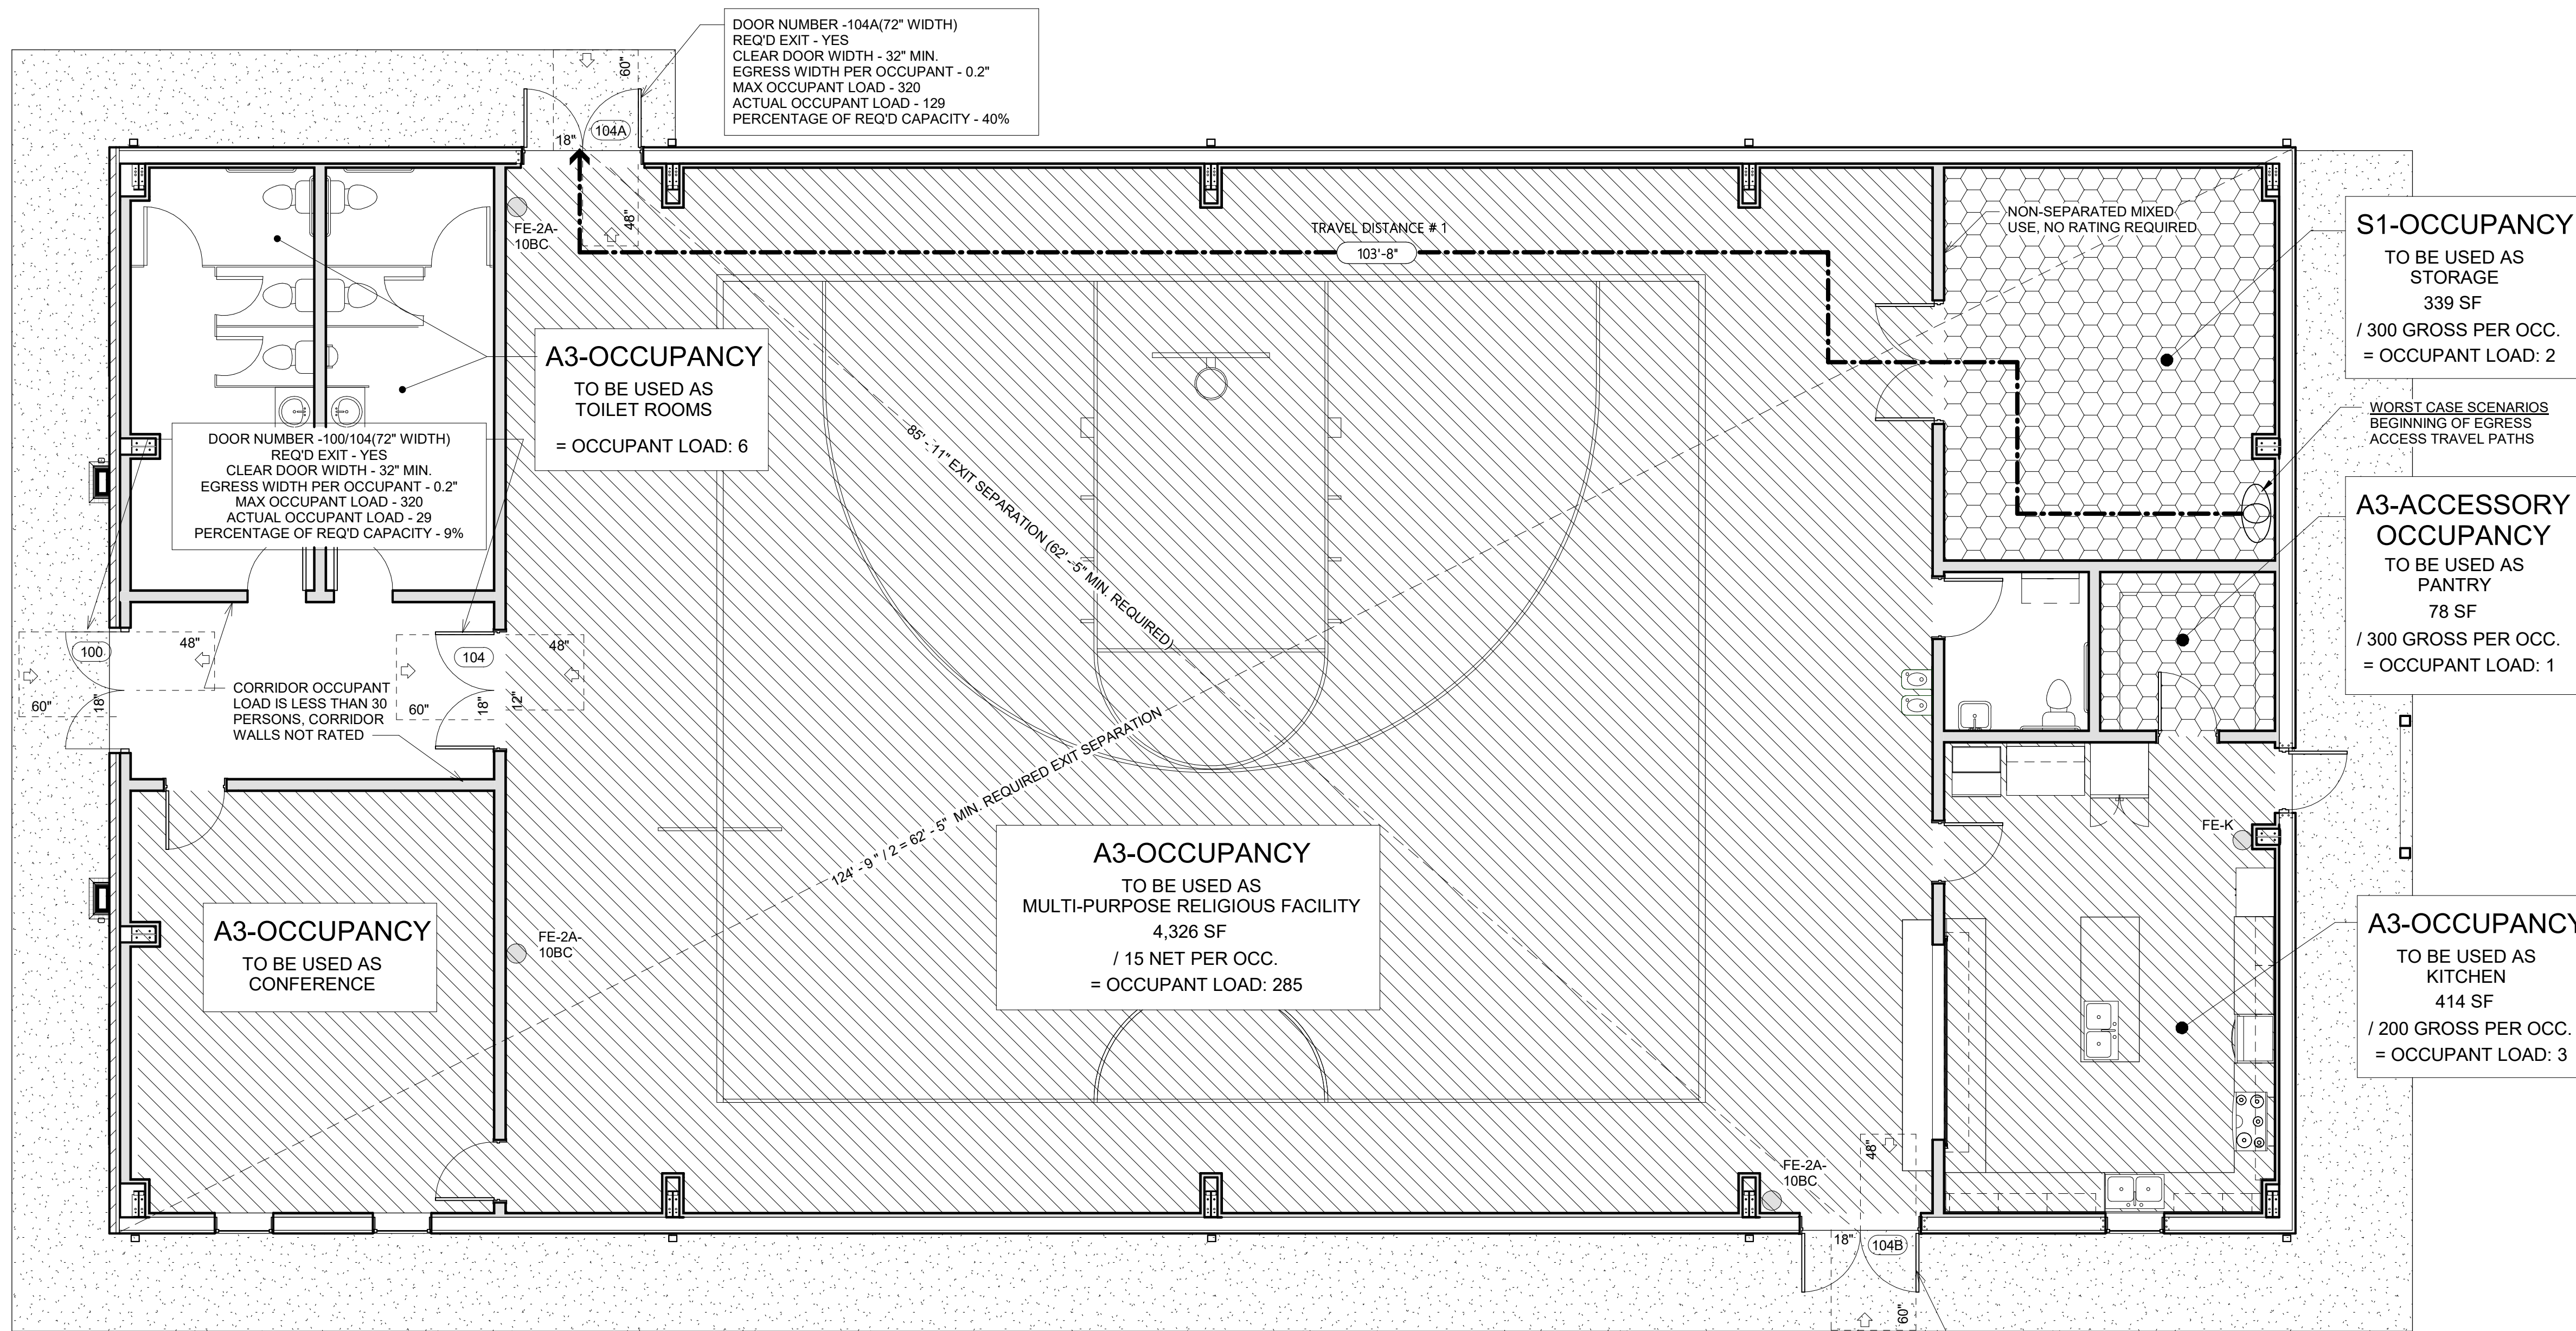 DOOR NUMBER -104A(72" WIDTH)
REQ'D EXIT - YES
CLEAR DOOR WIDTH - 32" MIN.
EGRESS WIDTH PER OCCUPANT - 0.2"
MAX OCCUPANT LOAD - 320
ACTUAL OCCUPANT LOAD - 129
PERCENTAGE OF REQ'D CAPACITY - 40%
60"
18"
104A
48"
FE-2A-
10BC
TRAVEL DISTANCE # 1
103'-8"
NON-SEPARATED MIXED
USE, NO RATING REQUIRED
S1-OCCUPANCY
TO BE USED AS
STORAGE
339 SF
/ 300 GROSS PER OCC.
= OCCUPANT LOAD: 2
WORST CASE SCENARIOS
BEGINNING OF EGRESS
ACCESS TRAVEL PATHS
A3-OCCUPANCY
TO BE USED AS
TOILET ROOMS
= OCCUPANT LOAD: 6
DOOR NUMBER -100/104(72" WIDTH)
REQ'D EXIT - YES
CLEAR DOOR WIDTH - 32" MIN.
EGRESS WIDTH PER OCCUPANT - 0.2"
MAX OCCUPANT LOAD - 320
ACTUAL OCCUPANT LOAD - 29
PERCENTAGE OF REQ'D CAPACITY - 9%
85' - 11" EXIT SEPARATION (62' - 5" MIN. REQUIRED)
A3-ACCESSORY
OCCUPANCY
TO BE USED AS
PANTRY
78 SF
/ 300 GROSS PER OCC.
= OCCUPANT LOAD: 1
100
48"
60"
18"
104
48"
60"
18"
12"
CORRIDOR OCCUPANT
LOAD IS LESS THAN 30
PERSONS, CORRIDOR
WALLS NOT RATED
124' - 9" / 2 = 62' - 5" MIN. REQUIRED EXIT SEPARATION
FE-K
A3-OCCUPANCY
TO BE USED AS
MULTI-PURPOSE RELIGIOUS FACILITY
4,326 SF
/ 15 NET PER OCC.
= OCCUPANT LOAD: 285
A3-OCCUPANCY
TO BE USED AS
CONFERENCE
FE-2A-
10BC
A3-OCCUPANCY
TO BE USED AS
KITCHEN
414 SF
/ 200 GROSS PER OCC.
= OCCUPANT LOAD: 3
FE-2A-
10BC
48"
18"
104B
60"